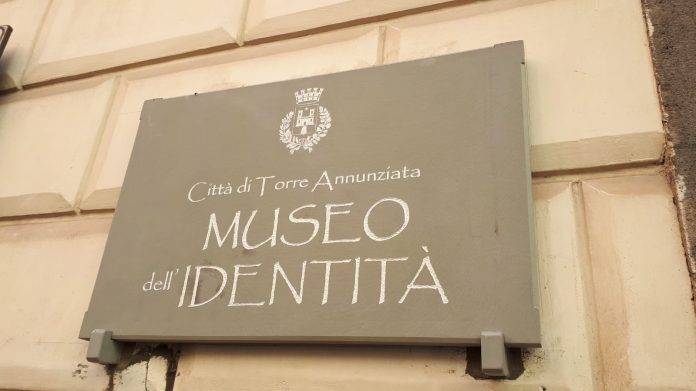 Città di Torre Annunziata
MUSEO
dell'IDENTITÀ